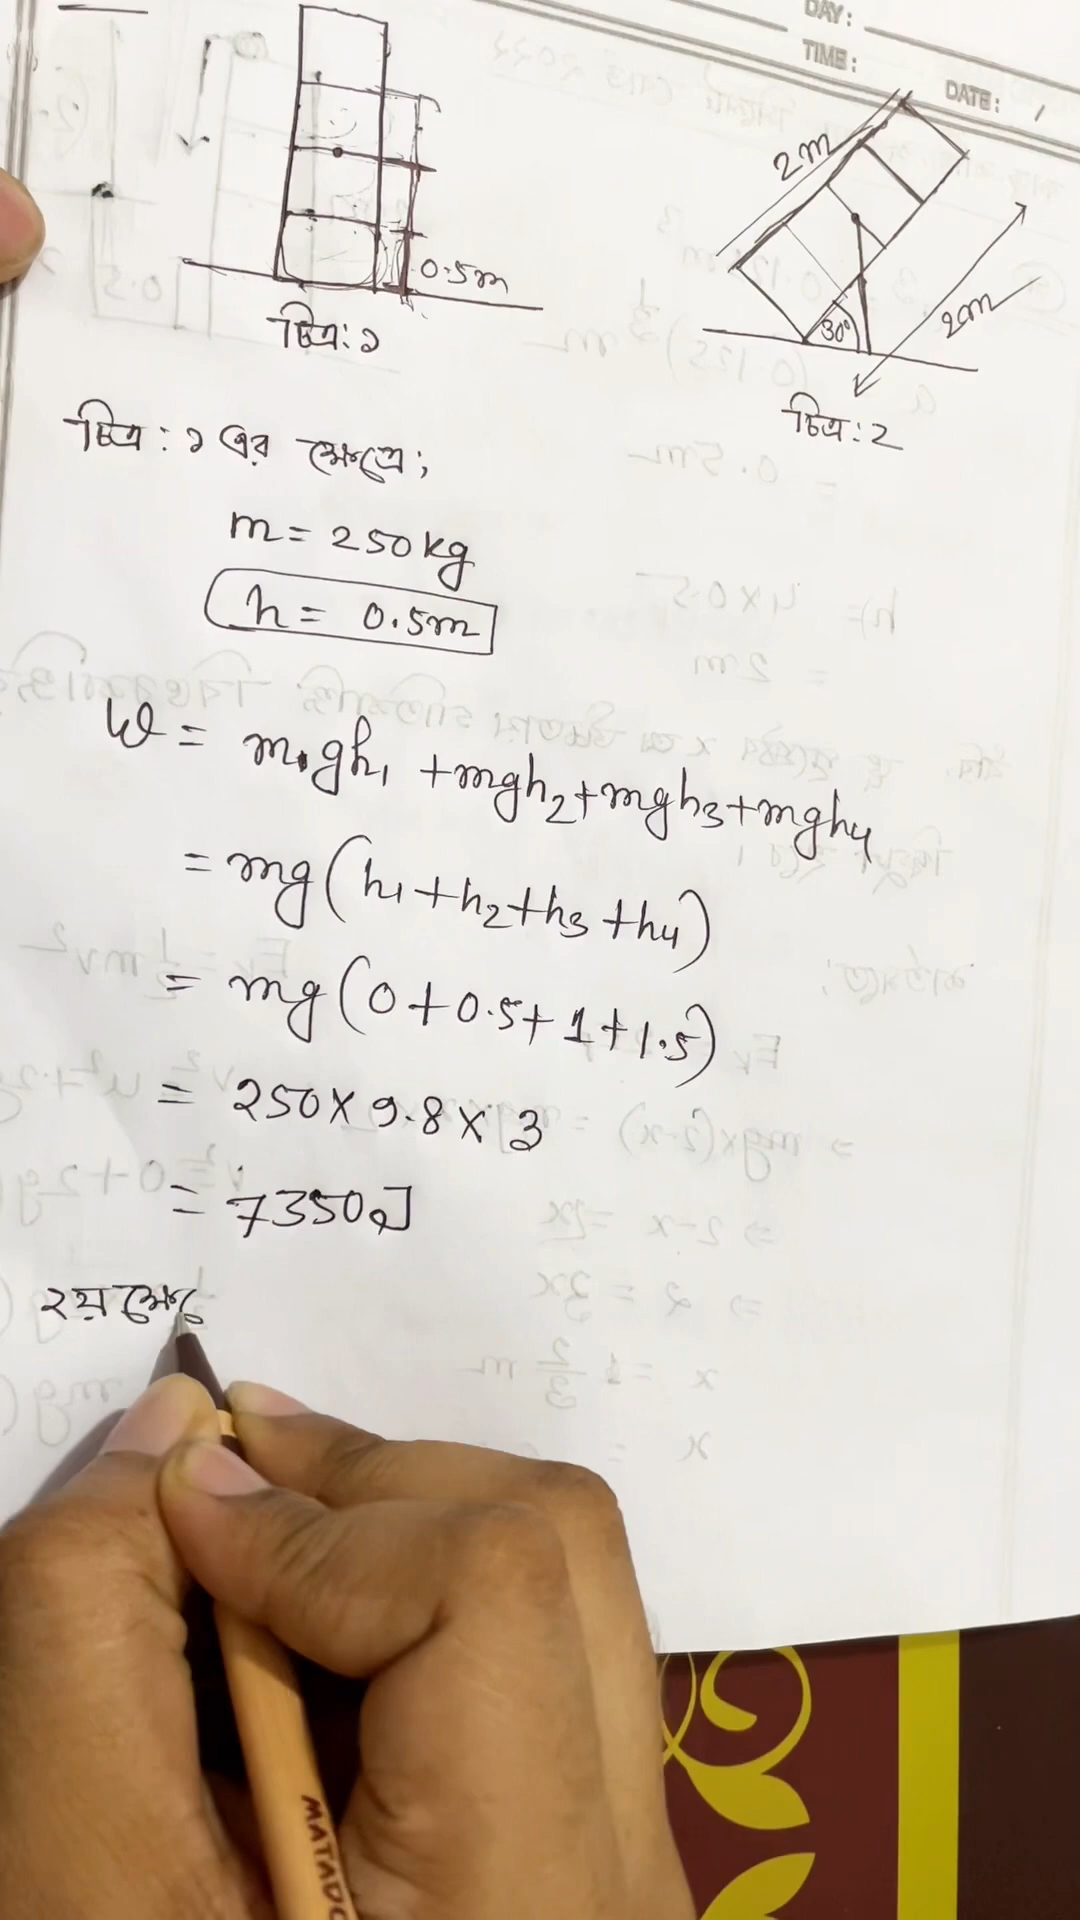 DAY:
TIME:
DATE: /
0.5m
চিত্র: ১
2m
30°
2m
চিত্র: 2
চিত্র: ১ এর ক্ষেত্রে;
m = 250kg
h = 0.5m
W = m.gh₁ + mgh₂ + mgh₃ + mgh₄
= mg(h₁ + h₂ + h₃ + h₄)
= mg(0 + 0.5 + 1 + 1.5)
= 250 × 9.8 × 3
= 7350J
২য় ক্ষে
MATADO